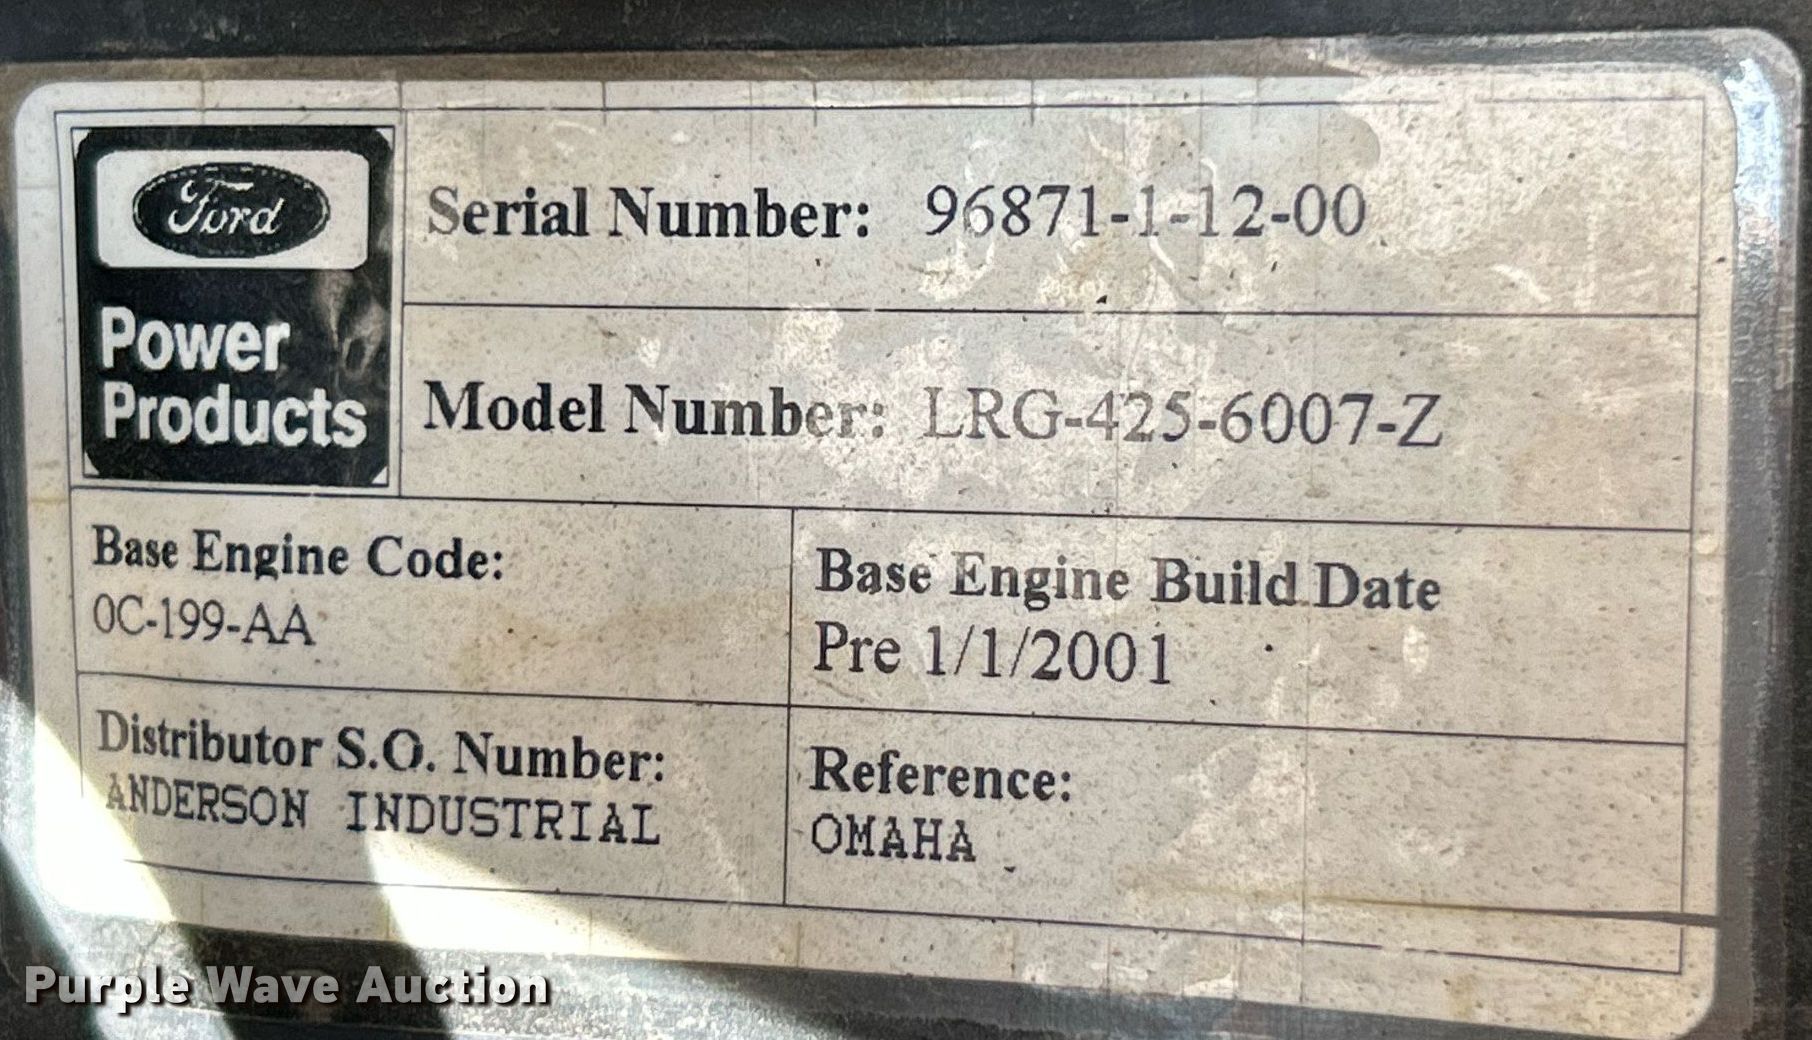 Ford
Power
Products
Serial Number: 96871-1-12-00
Model Number: LRG-425-6007-Z
Base Engine Code:
0C-199-AA
Base Engine Build Date
Pre 1/1/2001
Distributor S.O. Number:
ANDERSON INDUSTRIAL
Reference:
OMAHA
Purple Wave Auction